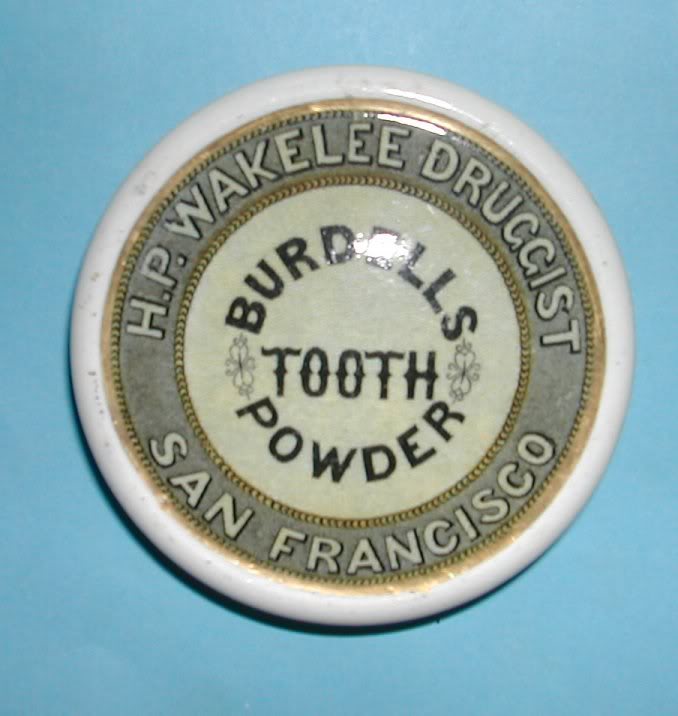 H.P. WAKELEE DRUGGIST
BURDELLS
TOOTH
POWDER
SAN FRANCISCO